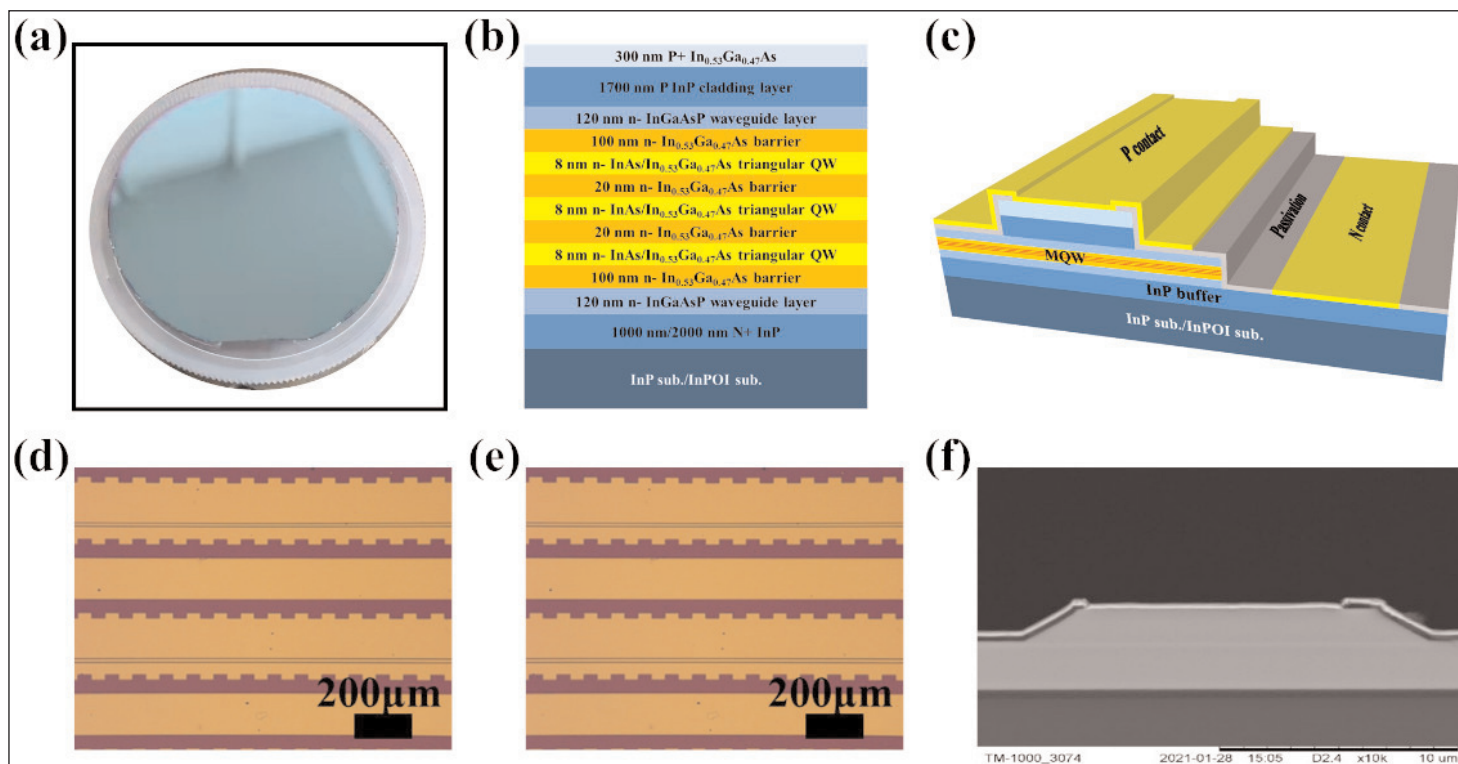 (a)
(b)
300 nm P+ In0.53Ga0.47As
1700 nm P InP cladding layer
120 nm n- InGaAsP waveguide layer
100 nm n- In0.53Ga0.47As barrier
8 nm n- InAs/In0.53Ga0.47As triangular QW
20 nm n- In0.53Ga0.47As barrier
8 nm n- InAs/In0.53Ga0.47As triangular QW
20 nm n- In0.53Ga0.47As barrier
8 nm n- InAs/In0.53Ga0.47As triangular QW
100 nm n- In0.53Ga0.47As barrier
120 nm n- InGaAsP waveguide layer
1000 nm/2000 nm N+ InP
InP sub./InPOI sub.
(c)
P contact
Passivation
N contact
MQW
InP buffer
InP sub./InPOI sub.
(d)
200μm
(e)
200μm
(f)
TM-1000_3074 2021-01-28 15:05 D2.4 x10k 10 um